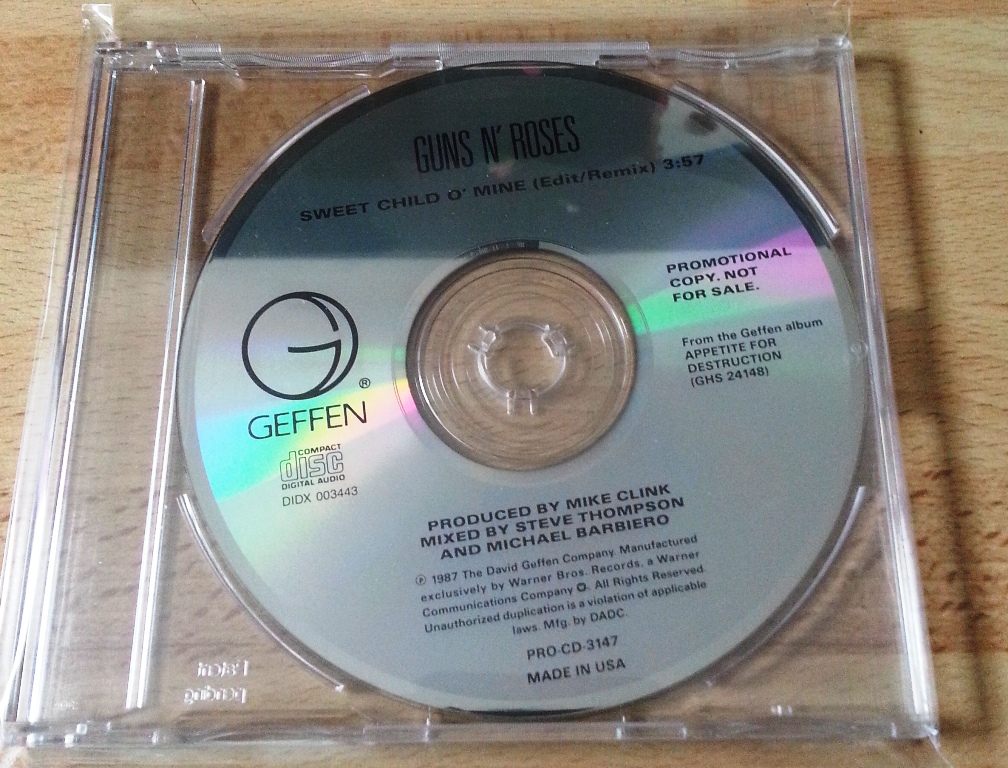 GUNS N' ROSES
SWEET CHILD O' MINE (Edit/Remix) 3:57
PROMOTIONAL
COPY. NOT
FOR SALE.
From the Geffen album
APPETITE FOR
DESTRUCTION
(GHS 24148)
G
®
GEFFEN
COMPACT
disc
DIGITAL AUDIO
DIDX 003443
PRODUCED BY MIKE CLINK
MIXED BY STEVE THOMPSON
AND MICHAEL BARBIERO
℗ 1987 The David Geffen Company. Manufactured
exclusively by Warner Bros. Records, a Warner
Communications Company. All Rights Reserved.
Unauthorized duplication is a violation of applicable
laws. Mfg. by DADC.
PRO-CD-3147
MADE IN USA